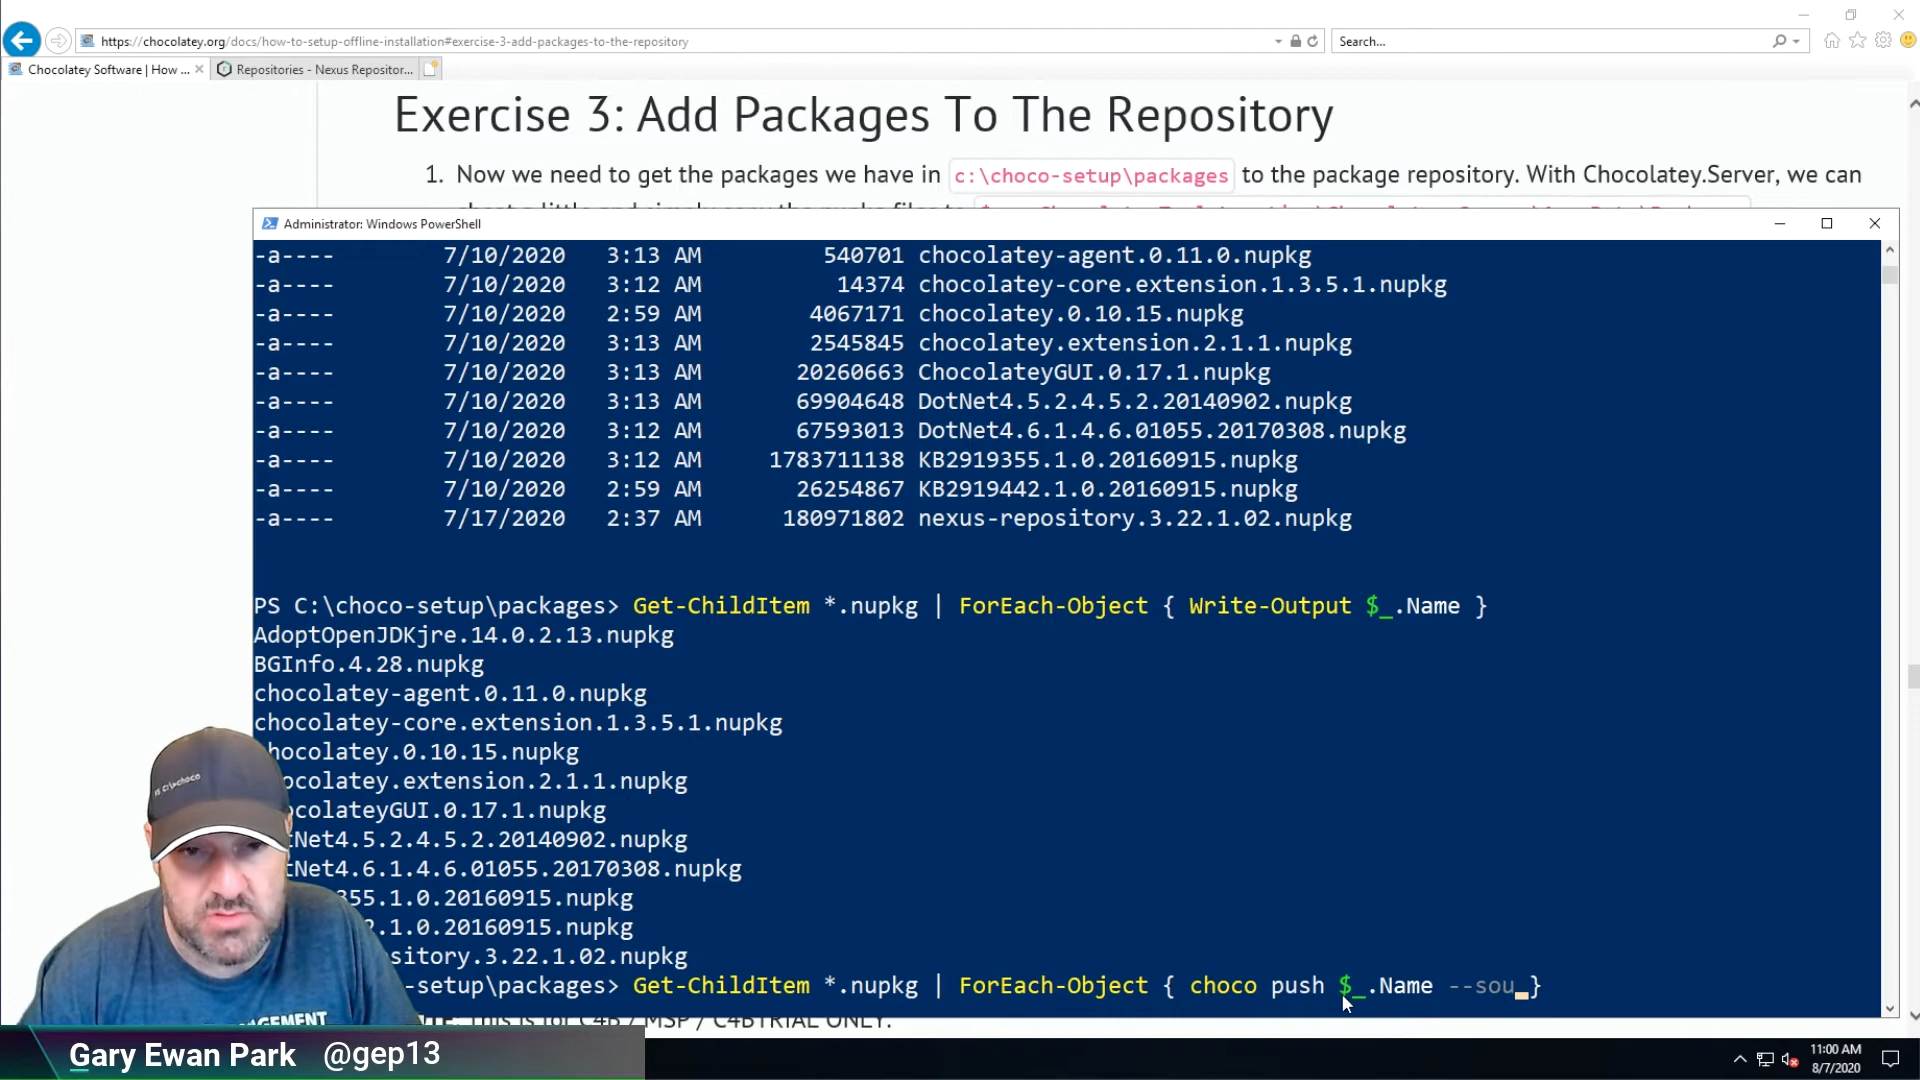 https://chocolatey.org/docs/how-to-setup-offline-installation#exercise-3-add-packages-to-the-repository
Search...
Chocolatey Software | How ...
Repositories - Nexus Repositor...
Exercise 3: Add Packages To The Repository
1. Now we need to get the packages we have in c:\choco-setup\packages to the package repository. With Chocolatey.Server, we can
Administrator: Windows PowerShell
-a---- 7/10/2020 3:13 AM 540701 chocolatey-agent.0.11.0.nupkg
-a---- 7/10/2020 3:12 AM 14374 chocolatey-core.extension.1.3.5.1.nupkg
-a---- 7/10/2020 2:59 AM 4067171 chocolatey.0.10.15.nupkg
-a---- 7/10/2020 3:13 AM 2545845 chocolatey.extension.2.1.1.nupkg
-a---- 7/10/2020 3:13 AM 20260663 ChocolateyGUI.0.17.1.nupkg
-a---- 7/10/2020 3:13 AM 69904648 DotNet4.5.2.4.5.2.20140902.nupkg
-a---- 7/10/2020 3:12 AM 67593013 DotNet4.6.1.4.6.01055.20170308.nupkg
-a---- 7/10/2020 3:12 AM 1783711138 KB2919355.1.0.20160915.nupkg
-a---- 7/10/2020 2:59 AM 26254867 KB2919442.1.0.20160915.nupkg
-a---- 7/17/2020 2:37 AM 180971802 nexus-repository.3.22.1.02.nupkg
PS C:\choco-setup\packages> Get-ChildItem *.nupkg | ForEach-Object { Write-Output $_.Name }
AdoptOpenJDKjre.14.0.2.13.nupkg
BGInfo.4.28.nupkg
chocolatey-agent.0.11.0.nupkg
chocolatey-core.extension.1.3.5.1.nupkg
hocolatey.0.10.15.nupkg
ocolatey.extension.2.1.1.nupkg
ocolateyGUI.0.17.1.nupkg
tNet4.5.2.4.5.2.20140902.nupkg
tNet4.6.1.4.6.01055.20170308.nupkg
355.1.0.20160915.nupkg
2.1.0.20160915.nupkg
sitory.3.22.1.02.nupkg
-setup\packages> Get-ChildItem *.nupkg | ForEach-Object { choco push $_.Name --sou_}
This is for C4B / MSP / C4BTRIAL ONLY.
Gary Ewan Park @gep13
11:00 AM
8/7/2020